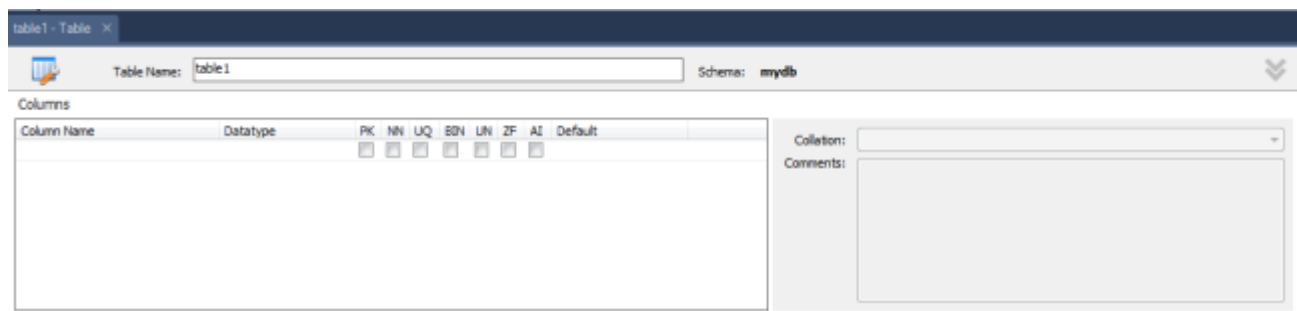 table1 - Table ×
Table Name: table1 Schema: mydb
Columns
Column Name Datatype PK NN UQ BIN UN ZF AI Default
Collation:
Comments: